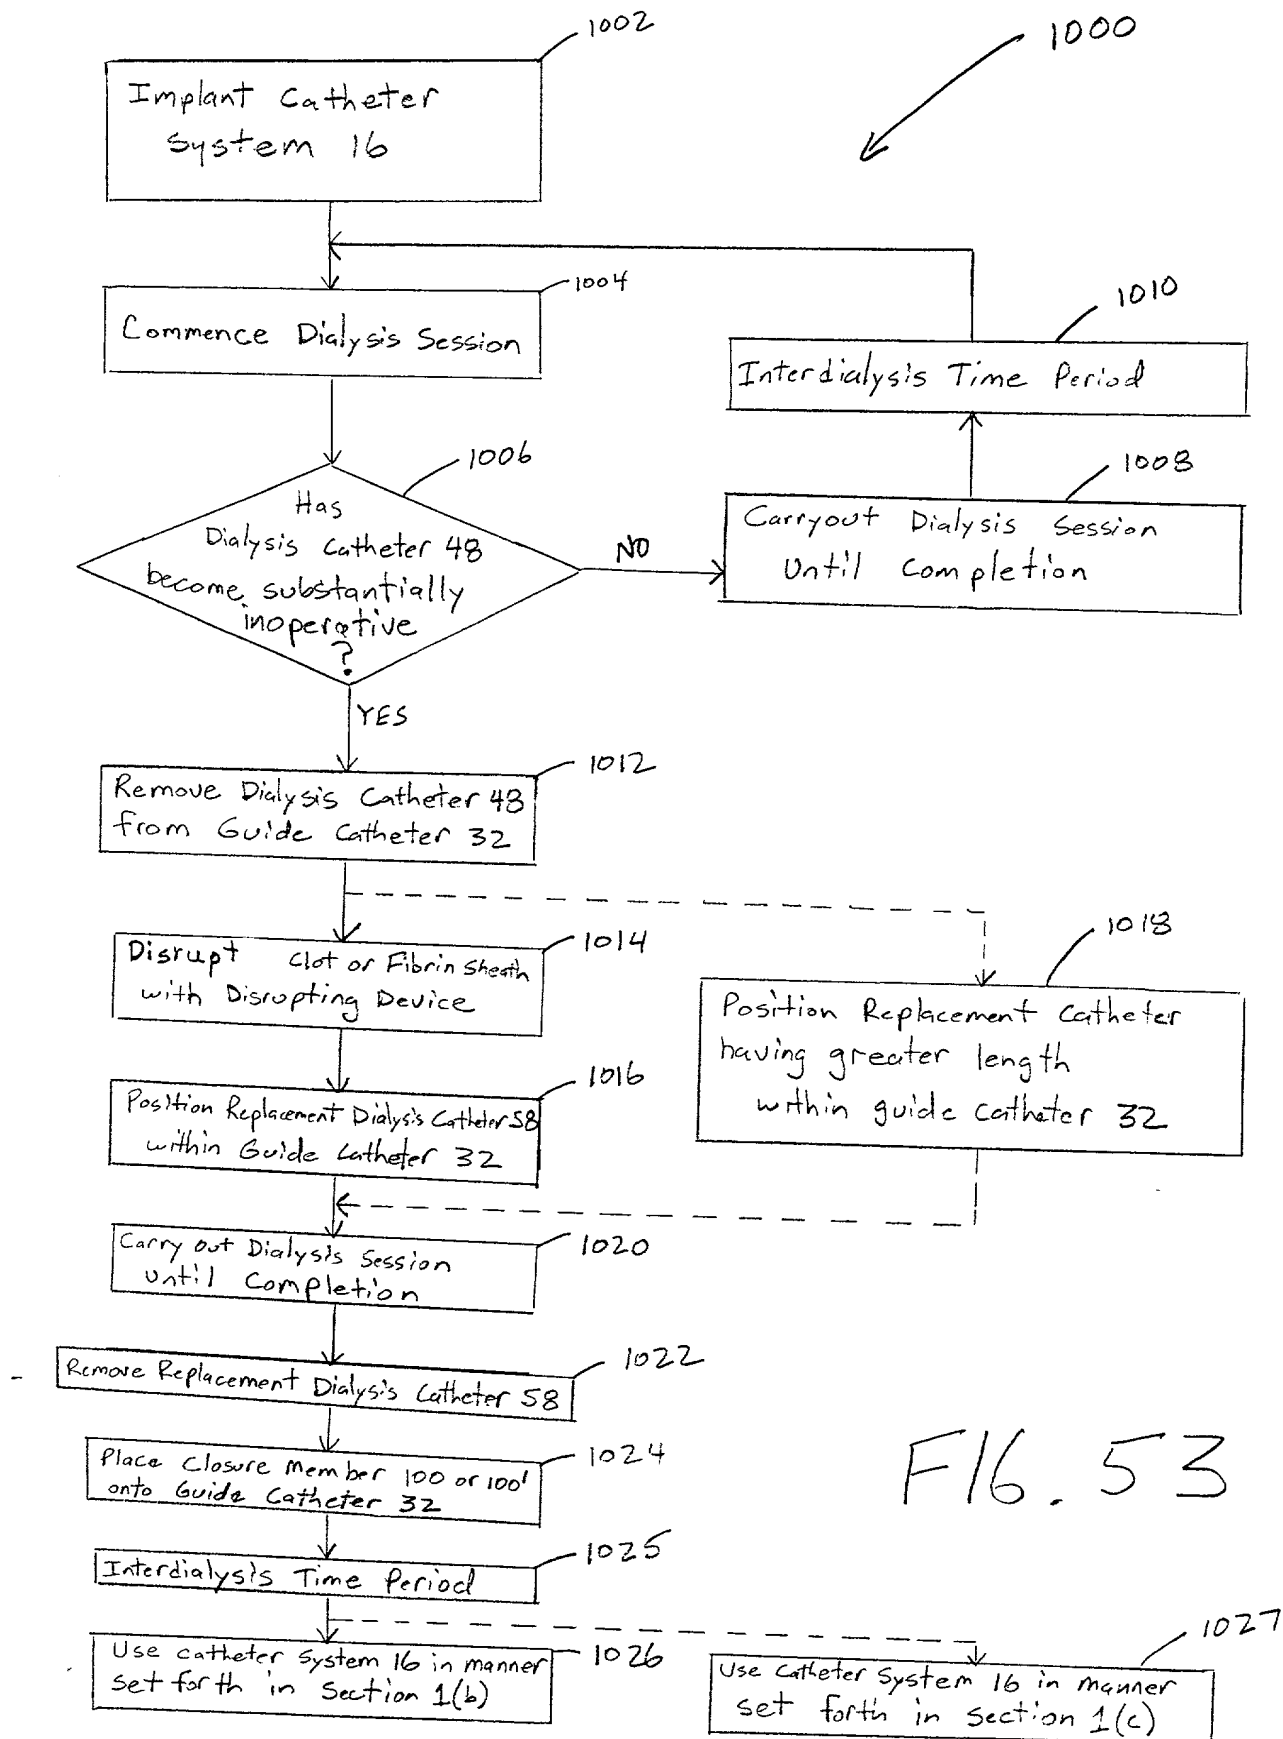 1002
1000
Implant Catheter
System 16
1004
Commence Dialysis Session
1010
Interdialysis Time Period
1006
Has
Dialysis Catheter 48
become substantially
inoperative
?
NO
1008
Carryout Dialysis Session
Until Completion
YES
1012
Remove Dialysis Catheter 48
from Guide Catheter 32
1014
Disrupt Clot or Fibrin Sheath
with Disrupting Device
1018
Position Replacement Catheter
having greater length
within guide catheter 32
1016
Position Replacement Dialysis Catheter 58
within Guide Catheter 32
1020
Carry out Dialysis Session
until Completion
1022
Remove Replacement Dialysis Catheter 58
1024
Place Closure Member 100 or 100'
onto Guide Catheter 32
FIG. 53
1025
Interdialysis Time Period
1026
Use Catheter System 16 in manner
set forth in Section 1(b)
1027
Use Catheter System 16 in manner
set forth in Section 1(c)